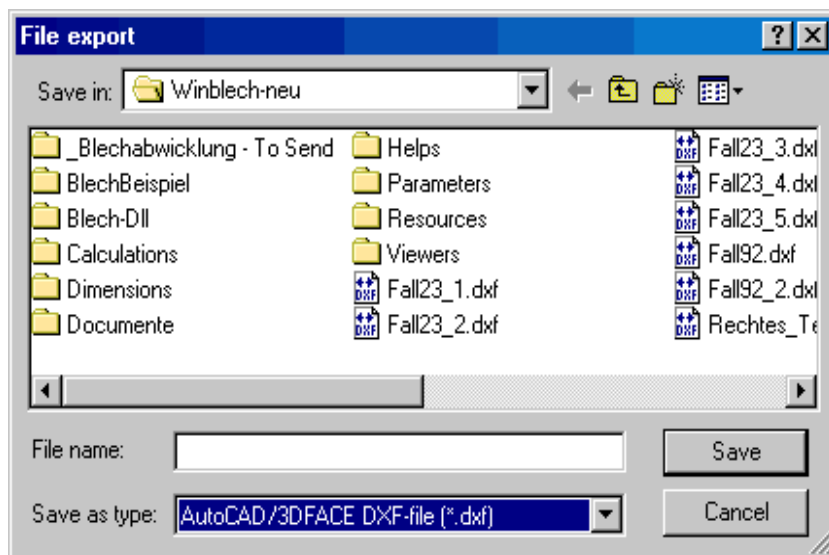 File export
Save in: Winblech-neu
_Blechabwicklung - To Send
BlechBeispiel
Blech-Dll
Calculations
Dimensions
Documente
Helps
Parameters
Resources
Viewers
Fall23_1.dxf
Fall23_2.dxf
Fall23_3.dxf
Fall23_4.dxf
Fall23_5.dxf
Fall92.dxf
Fall92_2.dxf
Rechtes_Te
File name:
Save
Save as type: AutoCAD/3DFACE DXF-file (*.dxf)
Cancel